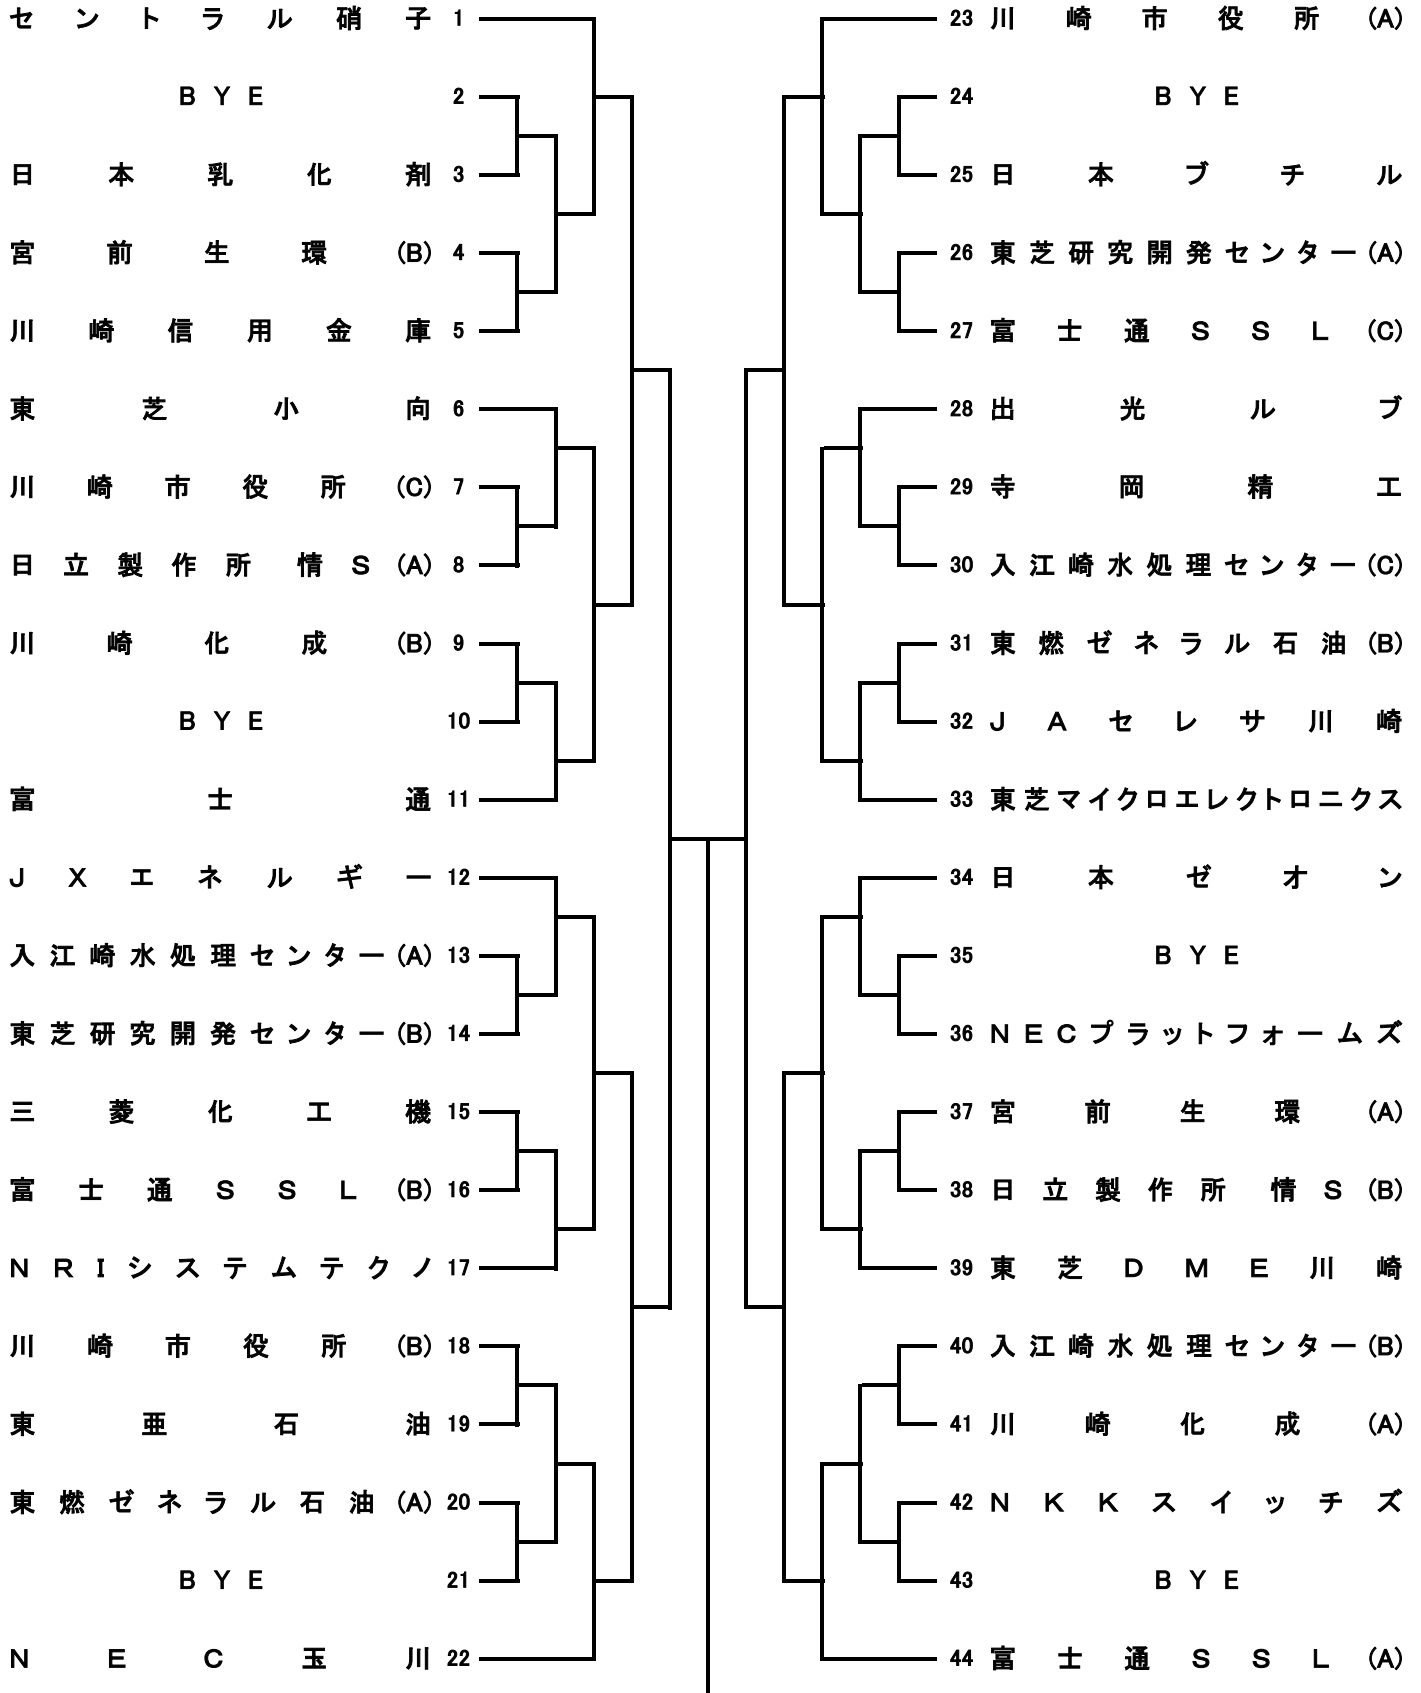 セントラル硝子 1
BYE 2
日本乳化剤 3
宮前生環(B) 4
川崎信用金庫 5
東芝小向 6
川崎市役所(C) 7
日立製作所 情S(A) 8
川崎化成(B) 9
BYE 10
富士通 11
JXエネルギー 12
入江崎水処理センター(A) 13
東芝研究開発センター(B) 14
三菱化工機 15
富士通SSL(B) 16
NRIシステムテクノ 17
川崎市役所(B) 18
東亜石油 19
東燃ゼネラル石油(A) 20
BYE 21
NEC玉川 22
23 川崎市役所(A)
24 BYE
25 日本ブチル
26 東芝研究開発センター(A)
27 富士通SSL(C)
28 出光ルブ
29 寺岡精工
30 入江崎水処理センター(C)
31 東燃ゼネラル石油(B)
32 JAセレサ川崎
33 東芝マイクロエレクトロニクス
34 日本ゼオン
35 BYE
36 NECプラットフォームズ
37 宮前生環(A)
38 日立製作所 情S(B)
39 東芝DME川崎
40 入江崎水処理センター(B)
41 川崎化成(A)
42 NKKスイッチズ
43 BYE
44 富士通SSL(A)